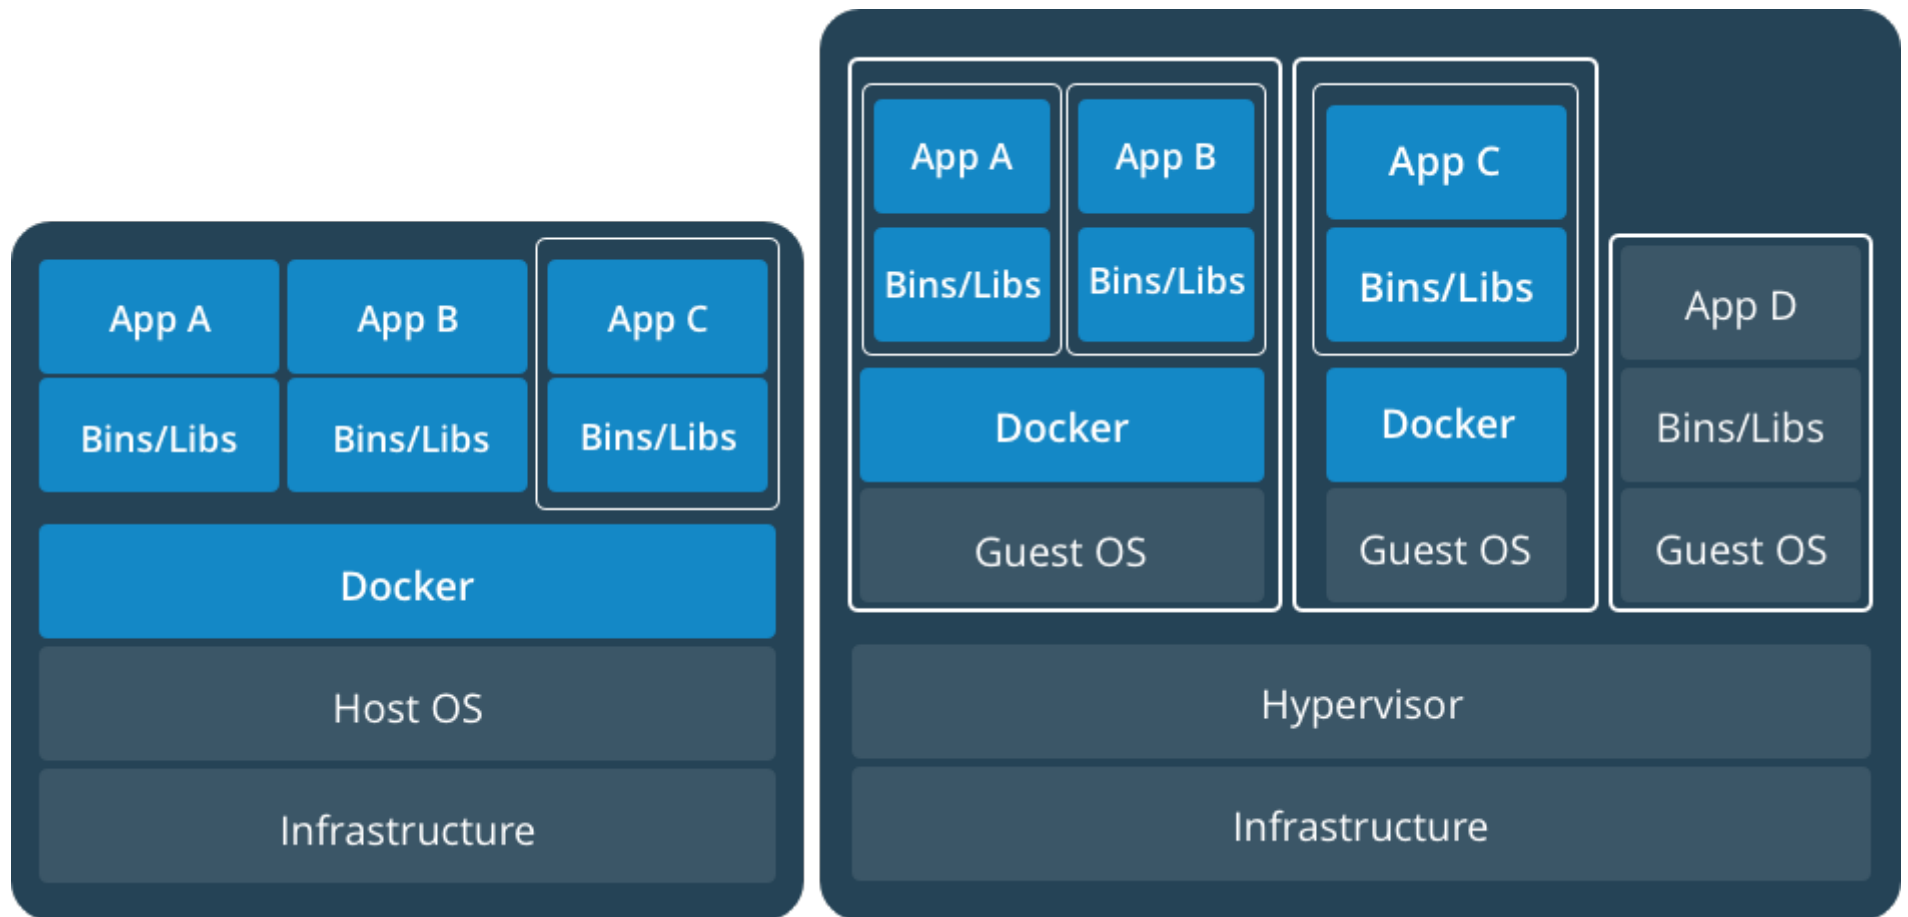 App A
App B
App C
Bins/Libs
Bins/Libs
Bins/Libs
Docker
Host OS
Infrastructure
App A
App B
App C
Bins/Libs
Bins/Libs
Bins/Libs
App D
Docker
Docker
Bins/Libs
Guest OS
Guest OS
Guest OS
Hypervisor
Infrastructure